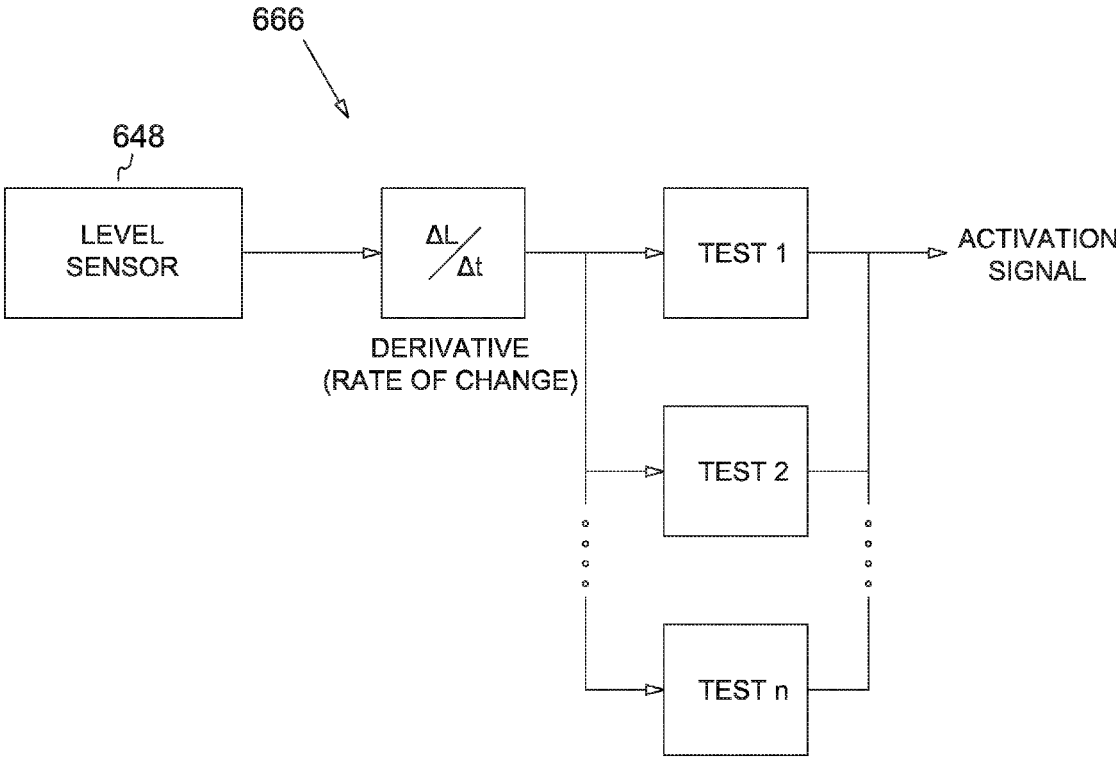 666
648
LEVEL
SENSOR
ΔL/Δt
DERIVATIVE
(RATE OF CHANGE)
TEST 1
ACTIVATION
SIGNAL
TEST 2
TEST n